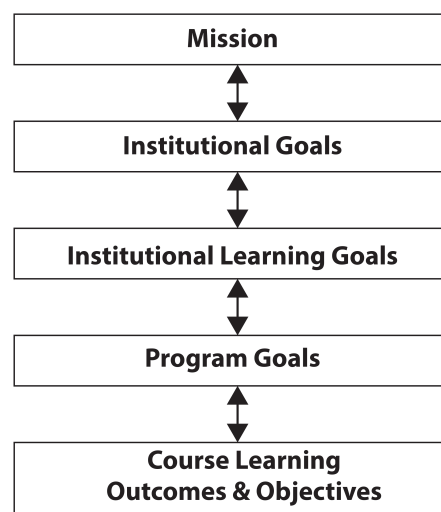 Mission
Institutional Goals
Institutional Learning Goals
Program Goals
Course Learning
Outcomes & Objectives